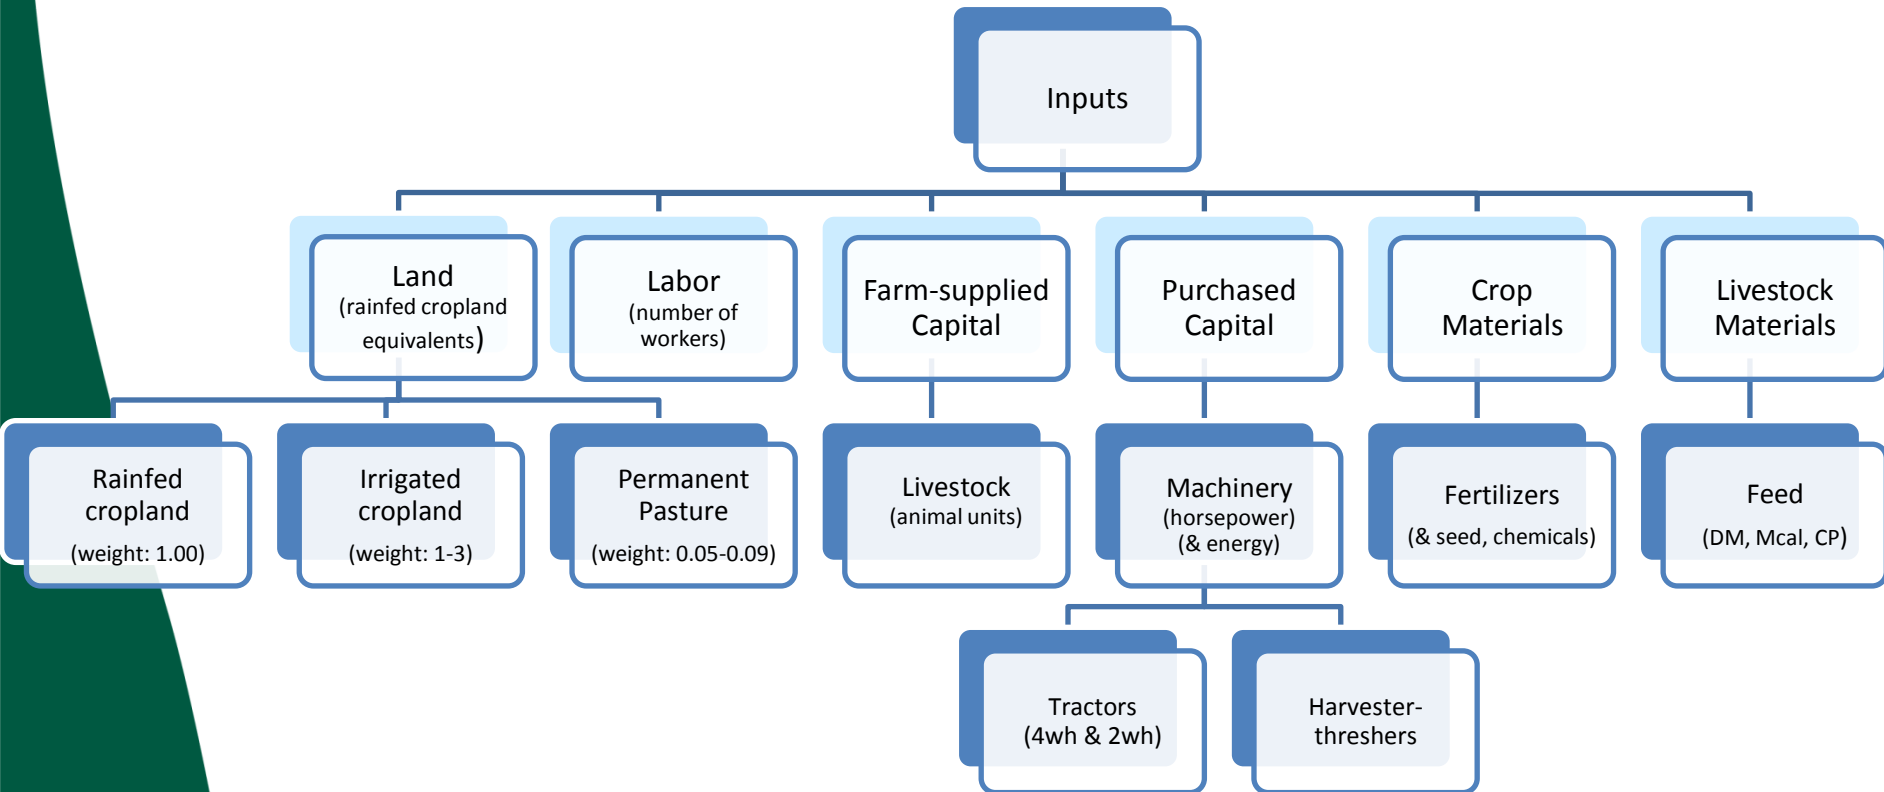 Inputs
Land
(rainfed cropland
equivalents)
Labor
(number of
workers)
Farm-supplied
Capital
Purchased
Capital
Crop
Materials
Livestock
Materials
Rainfed
cropland
(weight: 1.00)
Irrigated
cropland
(weight: 1-3)
Permanent
Pasture
(weight: 0.05-0.09)
Livestock
(animal units)
Machinery
(horsepower)
(& energy)
Fertilizers
(& seed, chemicals)
Feed
(DM, Mcal, CP)
Tractors
(4wh & 2wh)
Harvester-
threshers